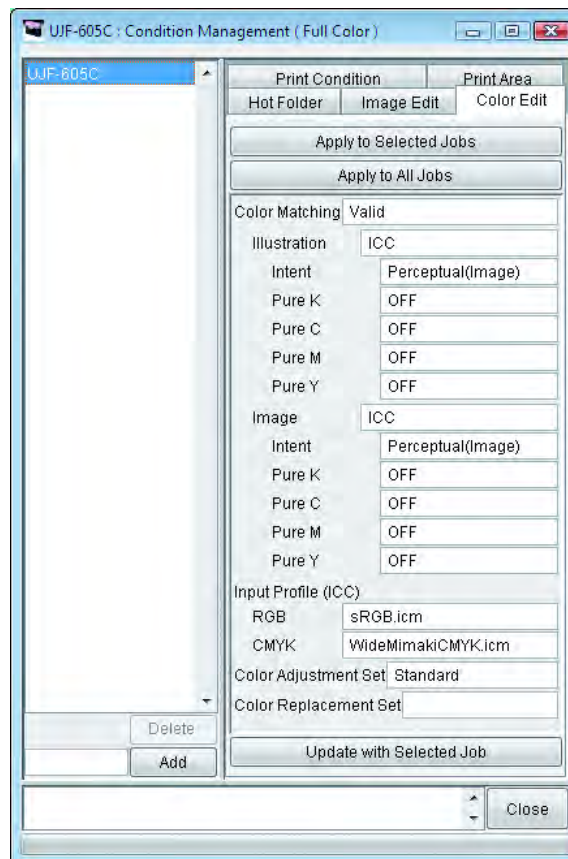 UJF-605C : Condition Management ( Full Color )
UJF-605C
Print Condition Print Area
Hot Folder Image Edit Color Edit
Apply to Selected Jobs
Apply to All Jobs
Color Matching Valid
Illustration ICC
Intent Perceptual(Image)
Pure K OFF
Pure C OFF
Pure M OFF
Pure Y OFF
Image ICC
Intent Perceptual(Image)
Pure K OFF
Pure C OFF
Pure M OFF
Pure Y OFF
Input Profile (ICC)
RGB sRGB.icm
CMYK WideMimakiCMYK.icm
Color Adjustment Set Standard
Color Replacement Set
Delete
Add
Update with Selected Job
Close